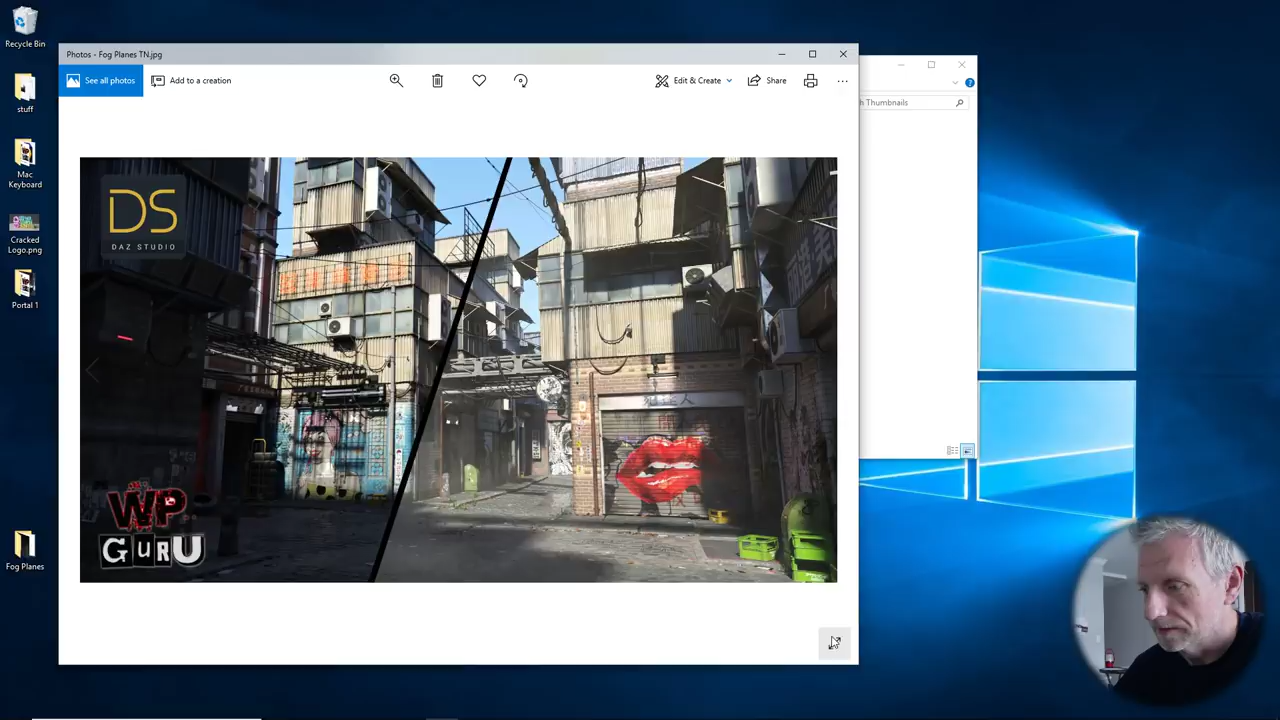 Recycle Bin
stuff
Mac
Keyboard
Cracked
Logo.png
Portal 1
Fog Planes
Photos - Fog Planes TN.jpg
See all photos
Add to a creation
Edit & Create
Share
h Thumbnails
DS
DAZ STUDIO
WP
GURU